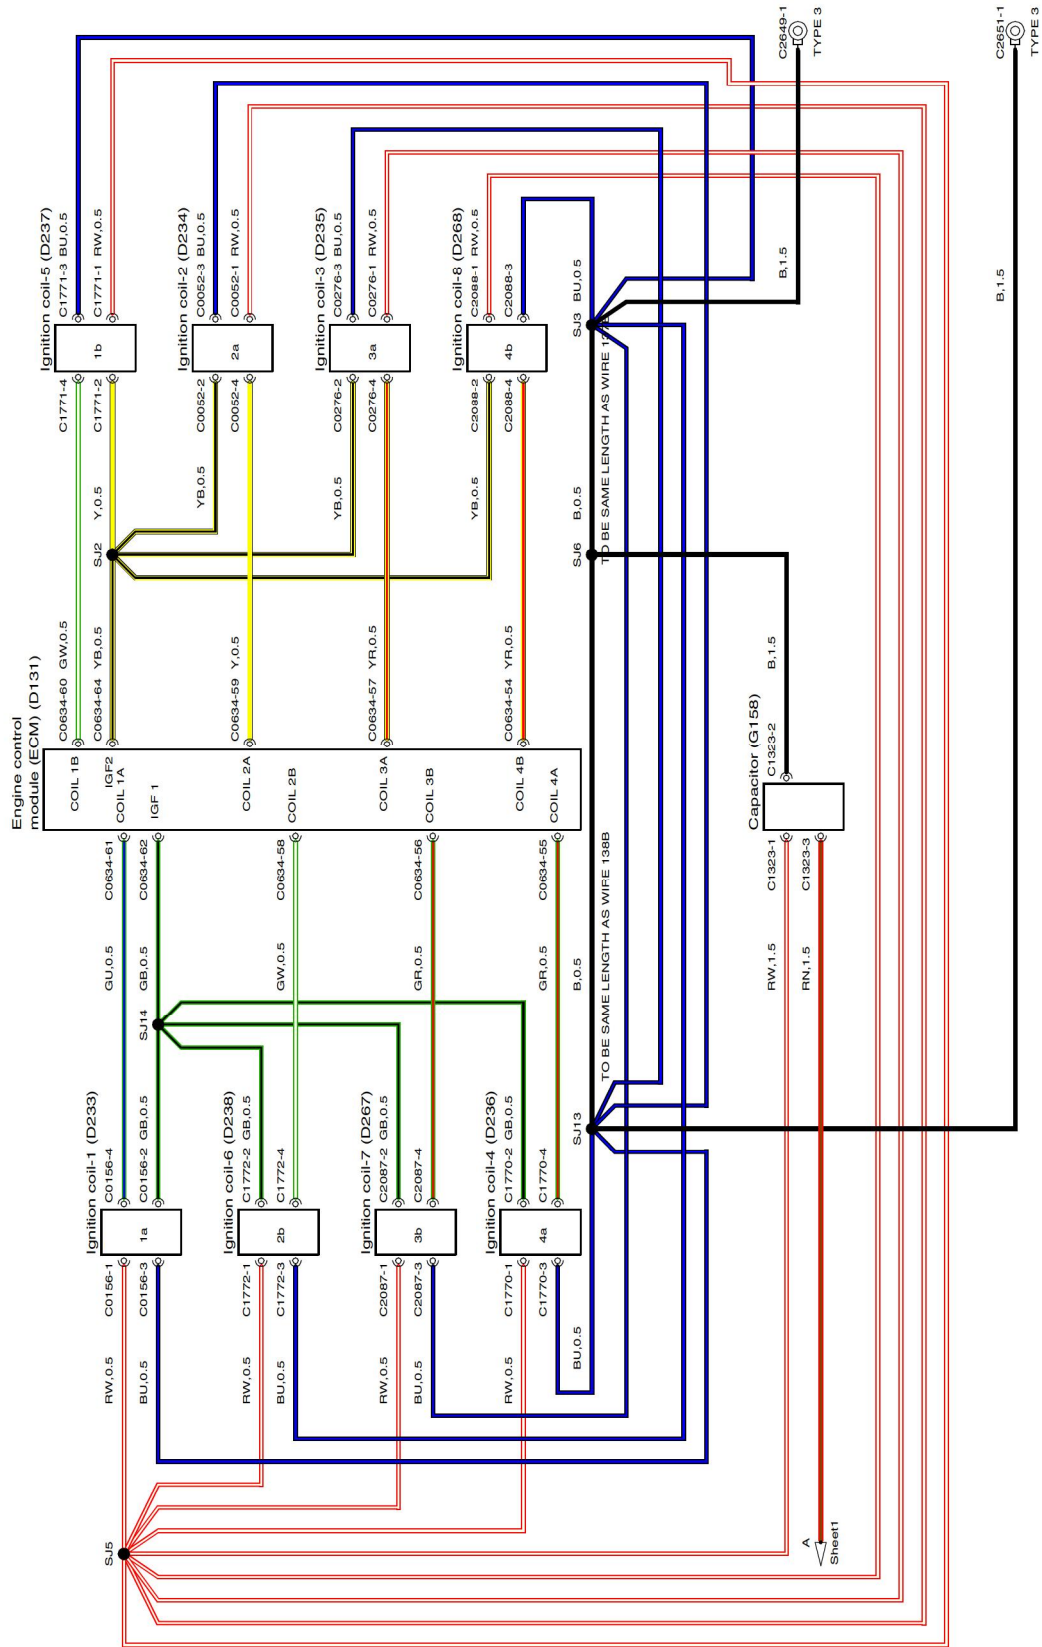 C2649-1
TYPE 3
C2651-1
TYPE 3
Ignition coil-5 (D237)
C1771-3 BU,0.5
C1771-1 RW,0.5
1b
C1771-4
C1771-2
Ignition coil-2 (D234)
C0052-3 BU,0.5
C0052-1 RW,0.5
2a
C0052-2
C0052-4
Ignition coil-3 (D235)
C0276-3 BU,0.5
C0276-1 RW,0.5
3a
C0276-2
C0276-4
Ignition coil-8 (D268)
C2088-1 RW,0.5
C2088-3
4b
C2088-2
C2088-4
BU,0.5
SJ3
B,1.5
B,1.5
Y,0.5
SJ2
YB,0.5
YB,0.5
YB,0.5
B,0.5
SJ6
TO BE SAME LENGTH AS WIRE
Engine control
module (ECM) (D131)
C0634-60 GW,0.5
C0634-64 YB,0.5
C0634-59 Y,0.5
C0634-57 YR,0.5
C0634-54 YR,0.5
B,1.5
COIL 1B
IGF2
COIL 1A
IGF 1
COIL 2A
COIL 2B
COIL 3A
COIL 3B
COIL 4B
COIL 4A
Capacitor (G158)
C1323-2
C1323-1
C1323-3
RW,1.5
RN,1.5
C0634-61
C0634-62
C0634-58
C0634-56
C0634-55
GU,0.5
GB,0.5
SJ14
GW,0.5
GR,0.5
GR,0.5
B,0.5
TO BE SAME LENGTH AS WIFE 138B
SJ13
Ignition coil-1 (D233)
C0156-4
C0156-2 GB,0.5
1a
C0156-1
C0156-3
Ignition coil-6 (D238)
C1772-2 GB,0.5
C1772-4
2b
C1772-1
C1772-3
Ignition coil-7 (D267)
C2087-2 GB,0.5
C2087-4
3b
C2087-1
C2087-3
Ignition coil-4 (D236)
C1770-2 GB,0.5
C1770-4
4a
C1770-1
C1770-3
RW,0.5
BU,0.5
RW,0.5
BU,0.5
RW,0.5
BU,0.5
RW,0.5
BU,0.5
SJ5
A
Sheet1